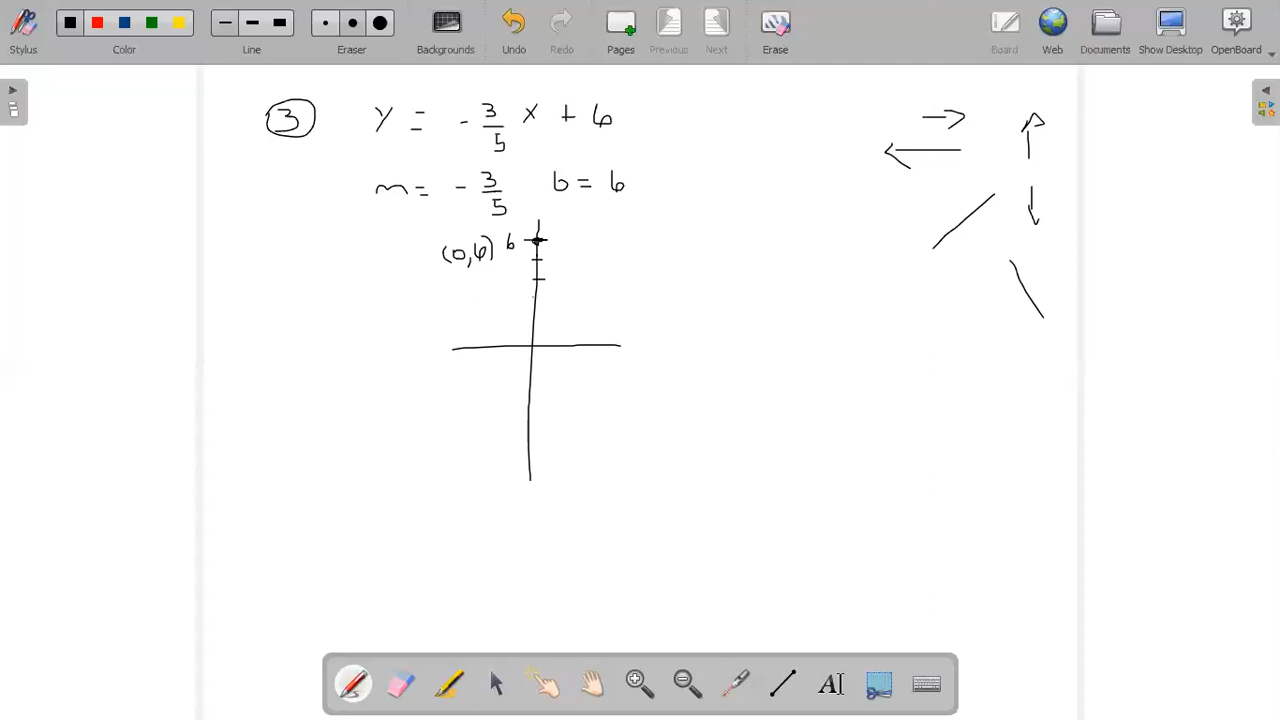 Stylus Color Line Eraser Backgrounds Undo Redo Pages Previous Next Erase Board Web Documents Show Desktop OpenBoard
③ y = - 3/5 x + 6
m = - 3/5 b = 6
(0,6) 6